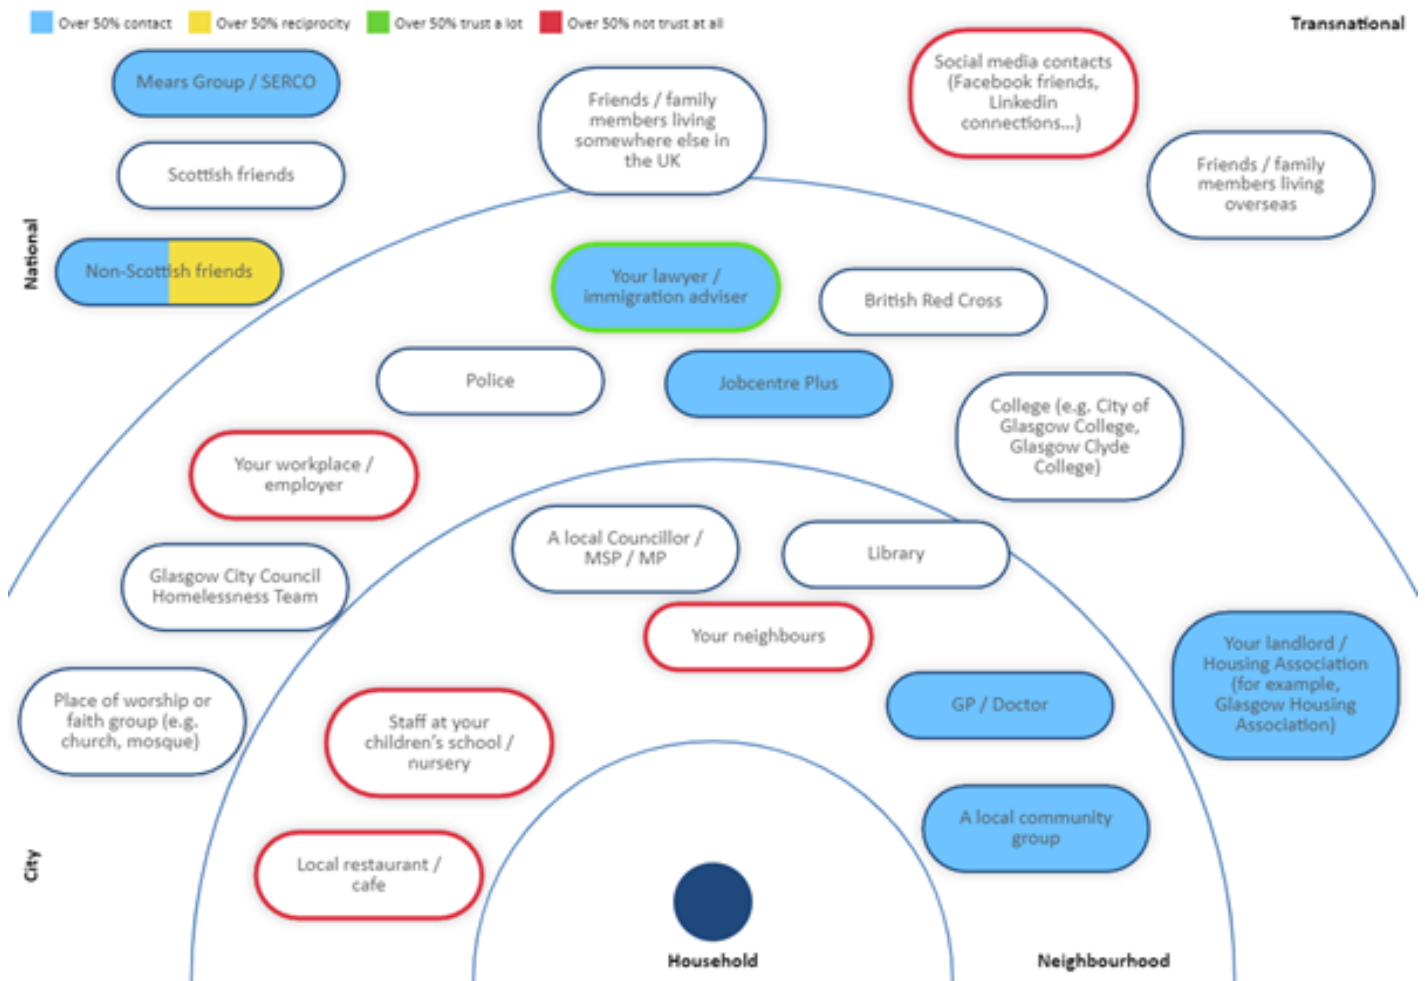 Over 50% contact
Over 50% reciprocity
Over 50% trust a lot
Over 50% not trust at all
Transnational
Mears Group / SERCO
Scottish friends
Non-Scottish friends
National
Friends / family
members living
somewhere else in
the UK
Social media contacts
(Facebook friends,
Linkedin
connections...)
Friends / family
members living
overseas
Your lawyer /
immigration adviser
British Red Cross
Police
Jobcentre Plus
College (e.g. City of
Glasgow College,
Glasgow Clyde
College)
Your workplace /
employer
Glasgow City Council
Homelessness Team
Place of worship or
faith group (e.g.
church, mosque)
City
A local Councillor /
MSP / MP
Library
Your neighbours
Staff at your
children's school /
nursery
Local restaurant /
cafe
GP / Doctor
A local community
group
Your landlord /
Housing Association
(for example,
Glasgow Housing
Association)
Household
Neighbourhood